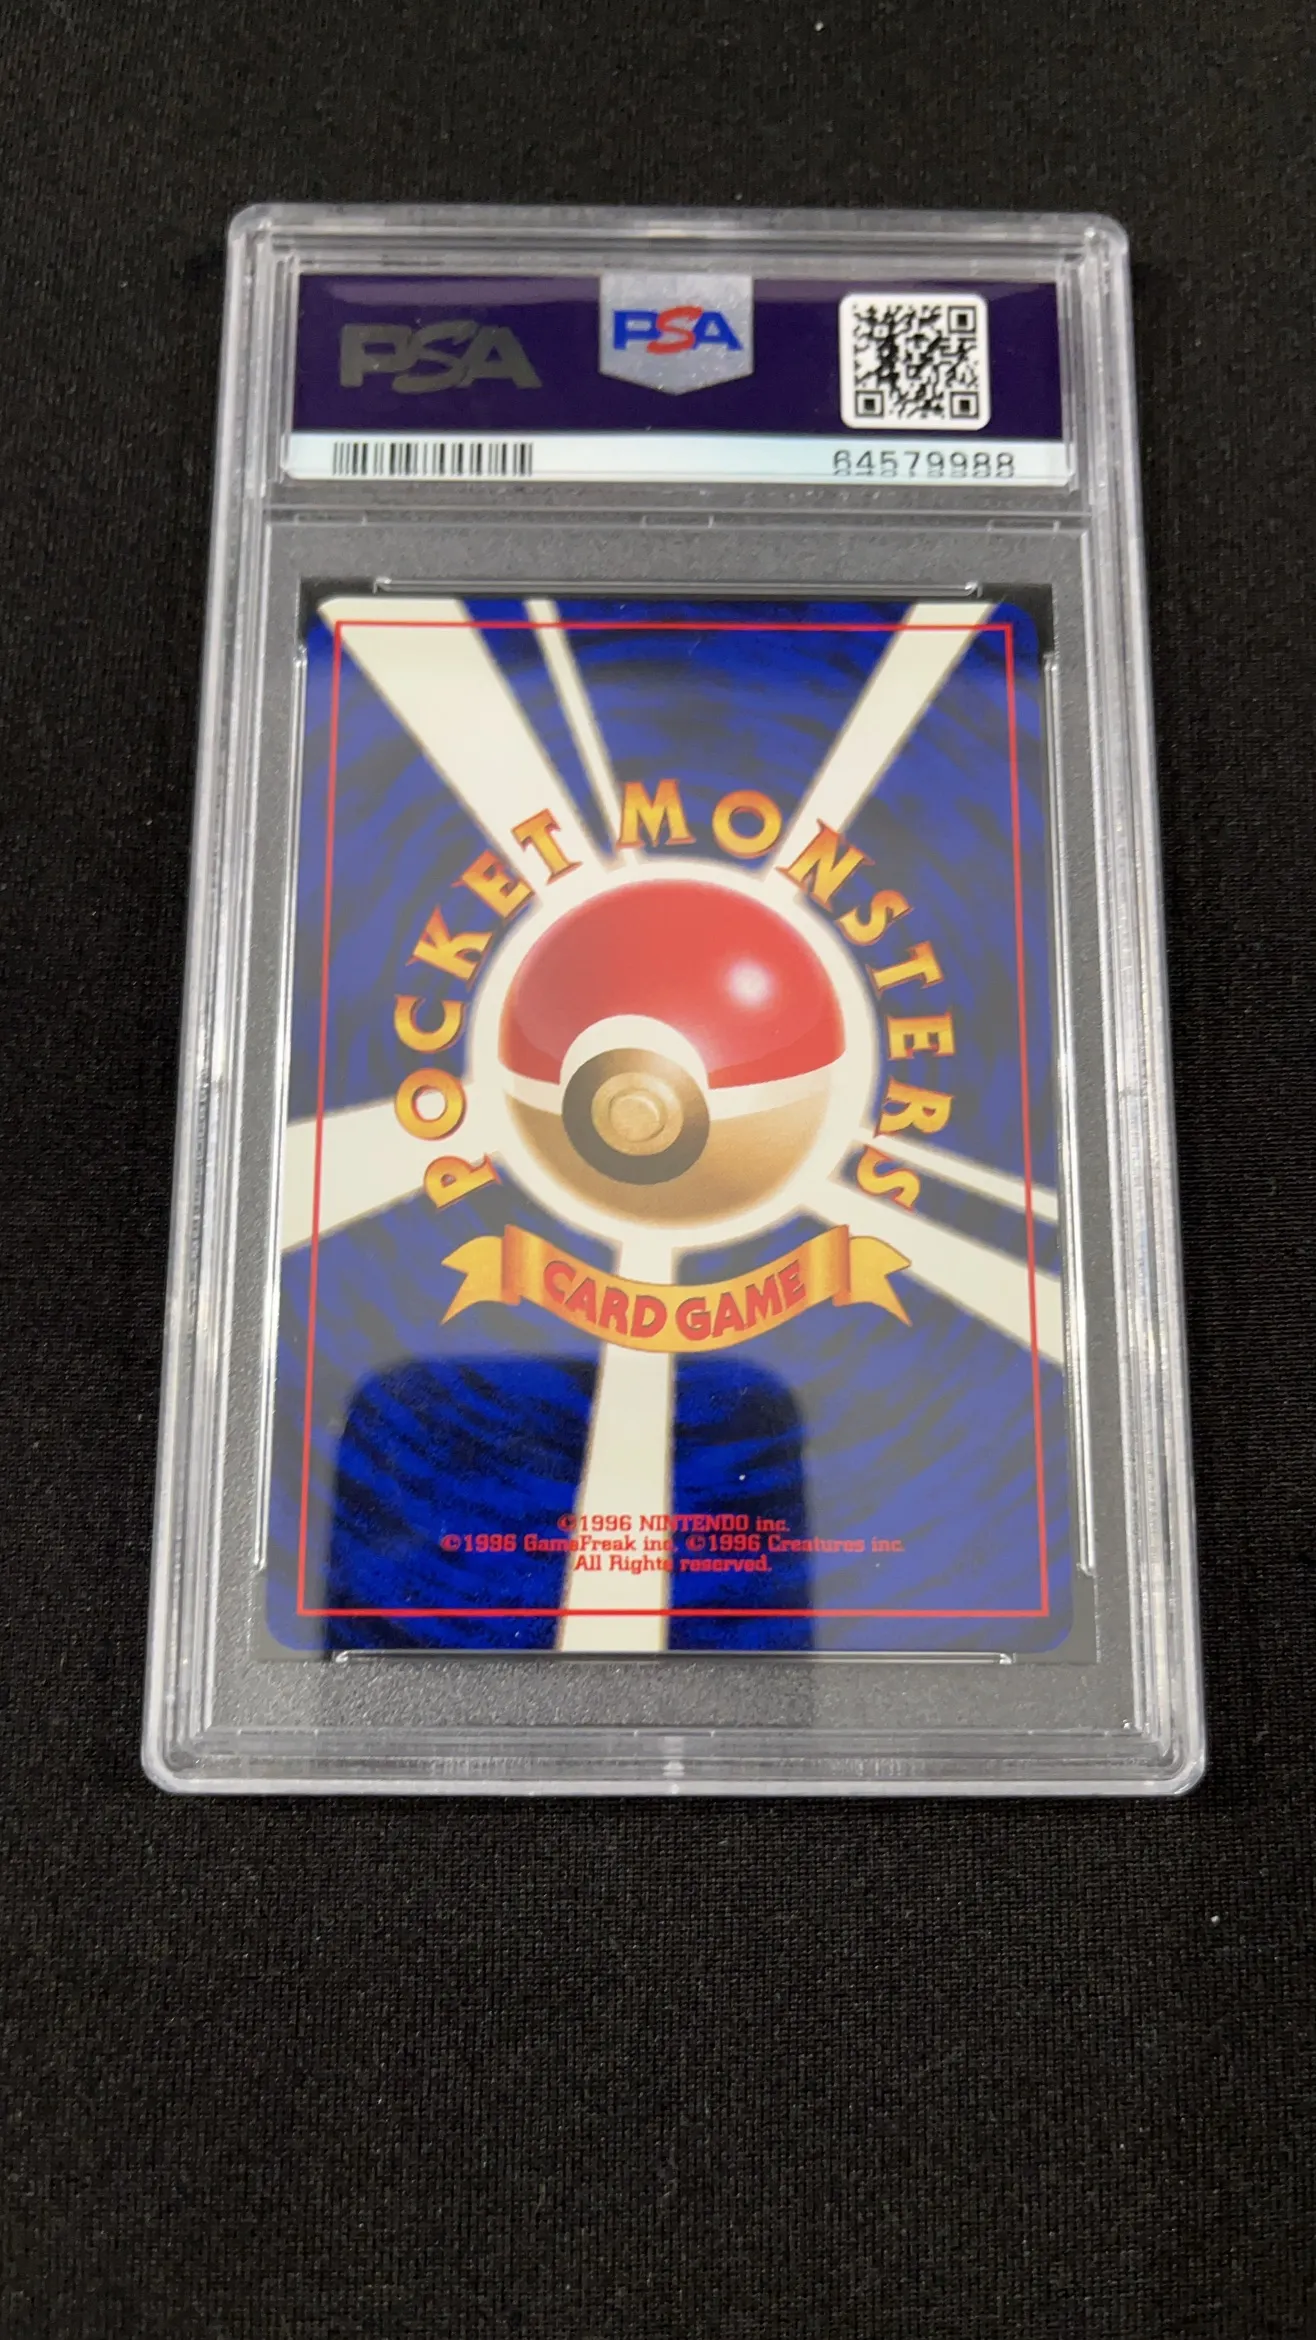 PSA
PSA
64579988
POCKET MONSTERS
CARD GAME
©1996 NINTENDO inc.
©1996 GameFreak inc. ©1996 Creatures inc.
All Rights reserved.